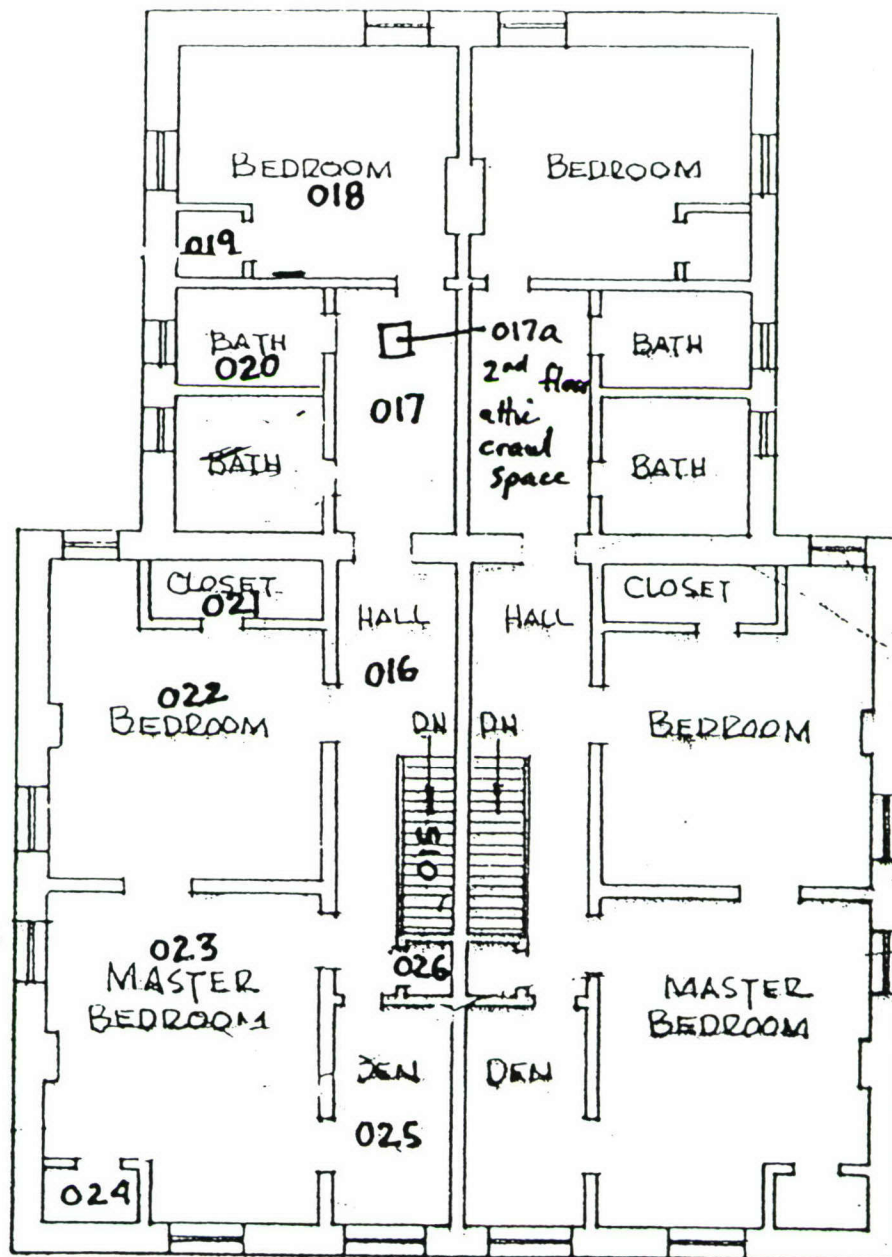 BEDROOM
018
BEDROOM
019
BATH
020
017a
2nd floor
attic
crawl
space
BATH
017
BATH
BATH
CLOSET
021
HALL
HALL
CLOSET
016
022
BEDROOM
DN
DN
BEDROOM
015
023
MASTER
BEDROOM
026
MASTER
BEDROOM
DEN
DEN
025
024